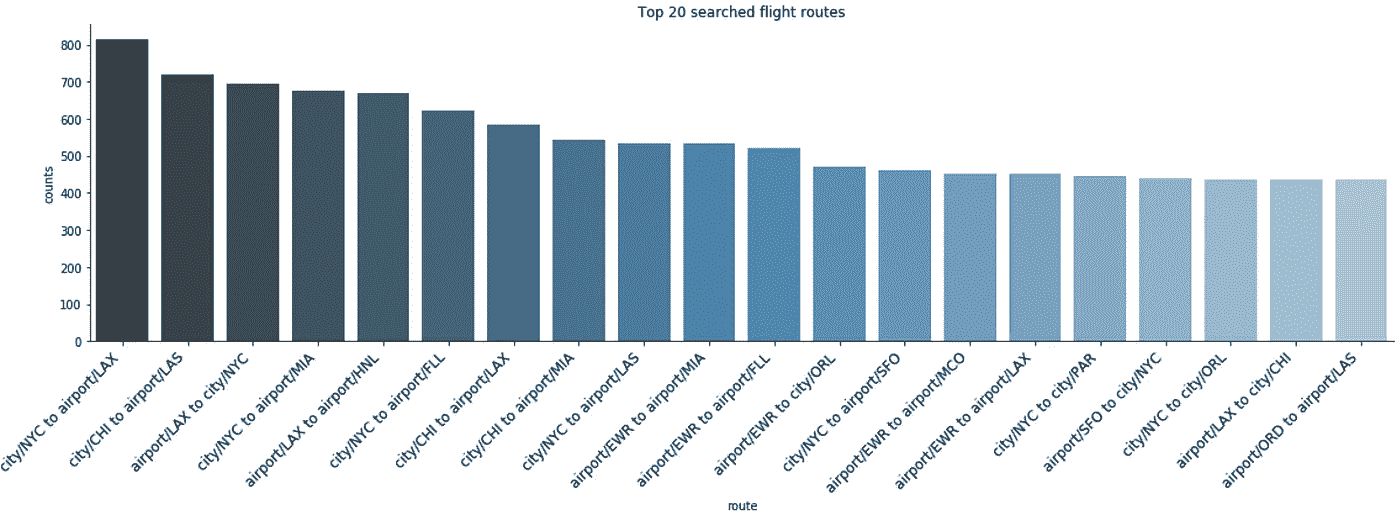 Top 20 searched flight routes
counts
800
700
600
500
400
300
200
100
0
city/NYC to airport/LAX
city/CHI to airport/LAS
airport/LAX to city/NYC
city/NYC to airport/MIA
airport/LAX to airport/HNL
city/NYC to airport/FLL
city/CHI to airport/LAX
city/CHI to airport/MIA
city/NYC to airport/LAS
airport/EWR to airport/MIA
airport/EWR to airport/FLL
airport/EWR to city/ORL
city/NYC to airport/SFO
airport/EWR to airport/MCO
airport/EWR to airport/LAX
city/NYC to city/PAR
airport/SFO to city/NYC
city/NYC to city/ORL
airport/LAX to city/CHI
airport/ORD to airport/LAS
route